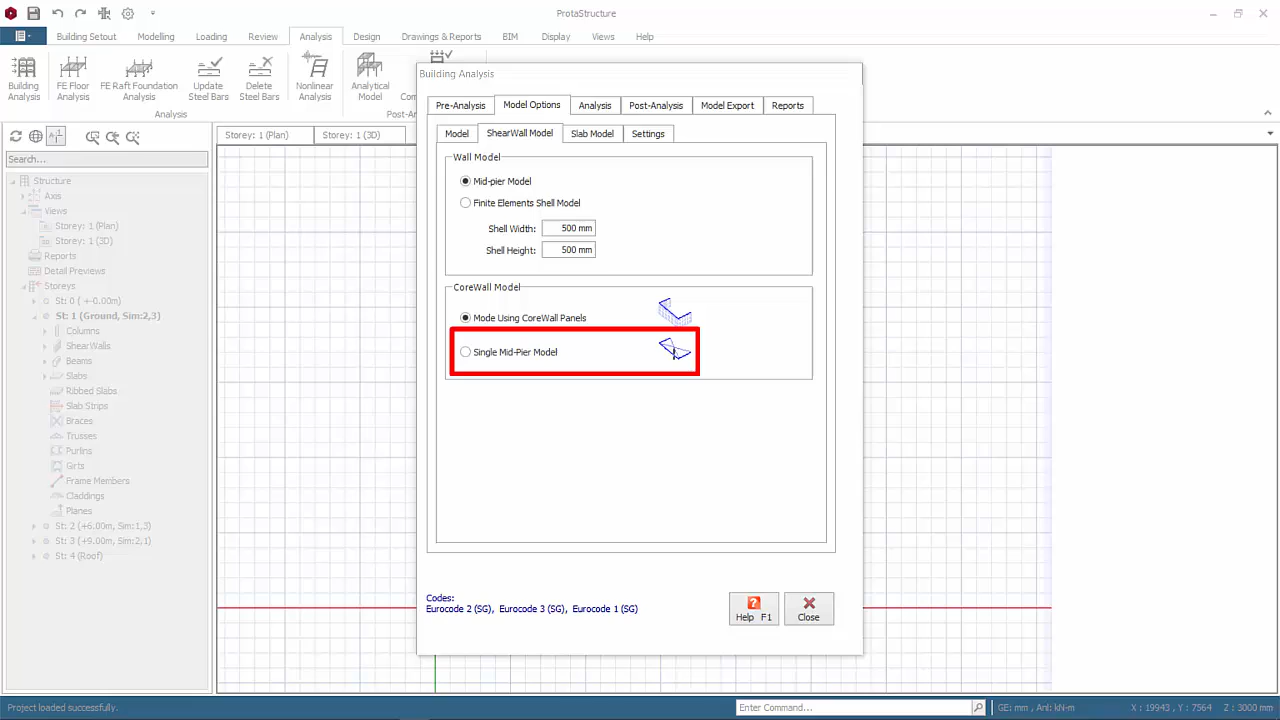 ProtaStructure
Building Setout Modelling Loading Review Analysis Design Drawings & Reports BIM Display Views Help
Building Analysis
FE Floor Analysis
FE Raft Foundation Analysis
Update Steel Bars
Delete Steel Bars
Nonlinear Analysis
Analytical Model
Analysis
Post-A
Storey: 1 (Plan) Storey: 1 (3D)
Search...
Structure
Axis
Views
Storey: 1 (Plan)
Storey: 1 (3D)
Reports
Detail Previews
Storeys
St: 0 ( +-0.00m)
St: 1 (Ground, Sim:2,3)
Columns
ShearWalls
Beams
Slabs
Ribbed Slabs
Slab Strips
Braces
Trusses
Purlins
Girts
Frame Members
Claddings
Planes
St: 2 (+6.00m, Sim:1,3)
St: 3 (+9.00m, Sim:2,1)
St: 4 (Roof)
Building Analysis
Pre-Analysis Model Options Analysis Post-Analysis Model Export Reports
Model ShearWall Model Slab Model Settings
Wall Model
Mid-pier Model
Finite Elements Shell Model
Shell Width: 500 mm
Shell Height: 500 mm
CoreWall Model
Mode Using CoreWall Panels
Single Mid-Pier Model
Codes:
Eurocode 2 (SG), Eurocode 3 (SG), Eurocode 1 (SG)
Help F1 Close
Project loaded successfully. Enter Command... GE: mm, Anl: kN-m X : 19943 , Y : 7564 Z : 3000 mm